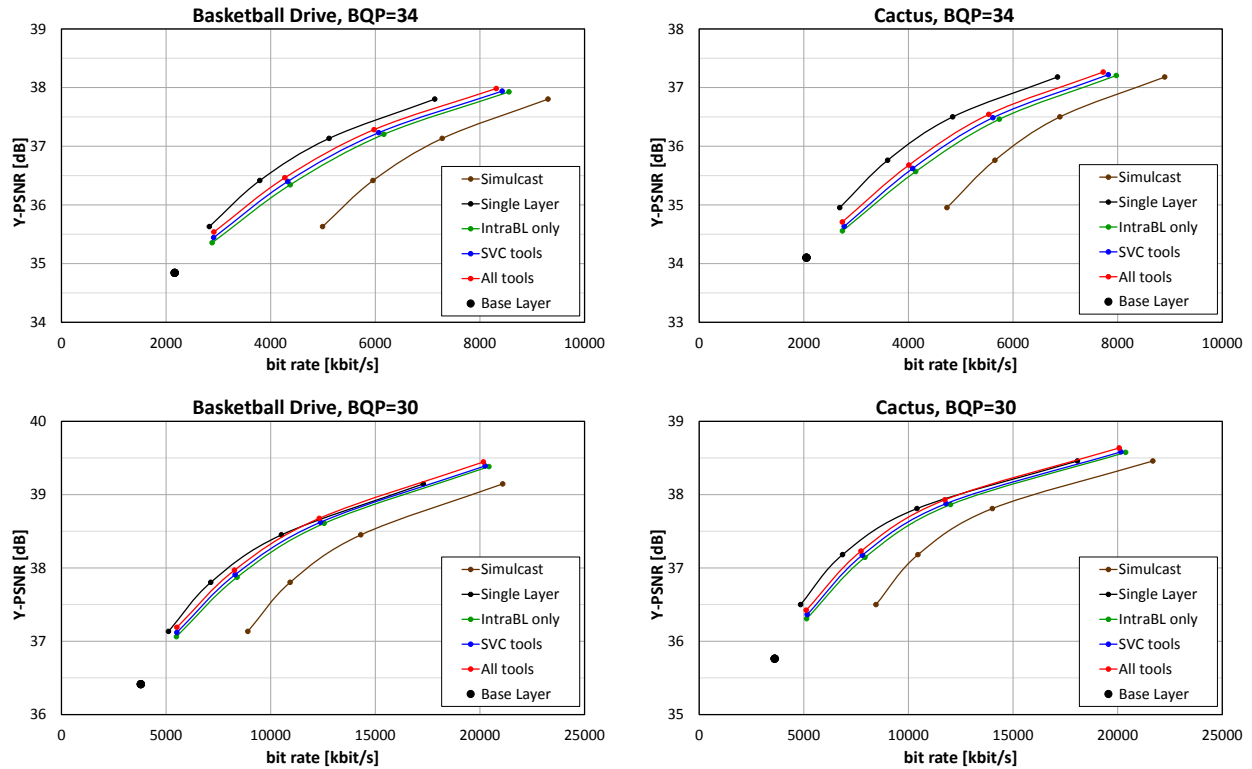 Basketball Drive, BQP=34
39
38
37
36
35
34
Y-PSNR [dB]
Simulcast
Single Layer
IntraBL only
SVC tools
All tools
Base Layer
0 2000 4000 6000 8000 10000
bit rate [kbit/s]
Cactus, BQP=34
38
37
36
35
34
33
Y-PSNR [dB]
Simulcast
Single Layer
IntraBL only
SVC tools
All tools
Base Layer
0 2000 4000 6000 8000 10000
bit rate [kbit/s]
Basketball Drive, BQP=30
40
39
38
37
36
Y-PSNR [dB]
Simulcast
Single Layer
IntraBL only
SVC tools
All tools
Base Layer
0 5000 10000 15000 20000 25000
bit rate [kbit/s]
Cactus, BQP=30
39
38
37
36
35
Y-PSNR [dB]
Simulcast
Single Layer
IntraBL only
SVC tools
All tools
Base Layer
0 5000 10000 15000 20000 25000
bit rate [kbit/s]